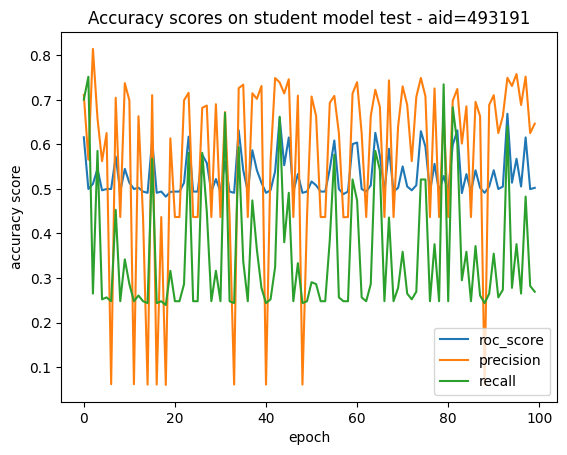 Accuracy scores on student model test - aid=493191
accuracy score
0.8
0.7
0.6
0.5
0.4
0.3
0.2
0.1
0 20 40 60 80 100
epoch
roc_score
precision
recall